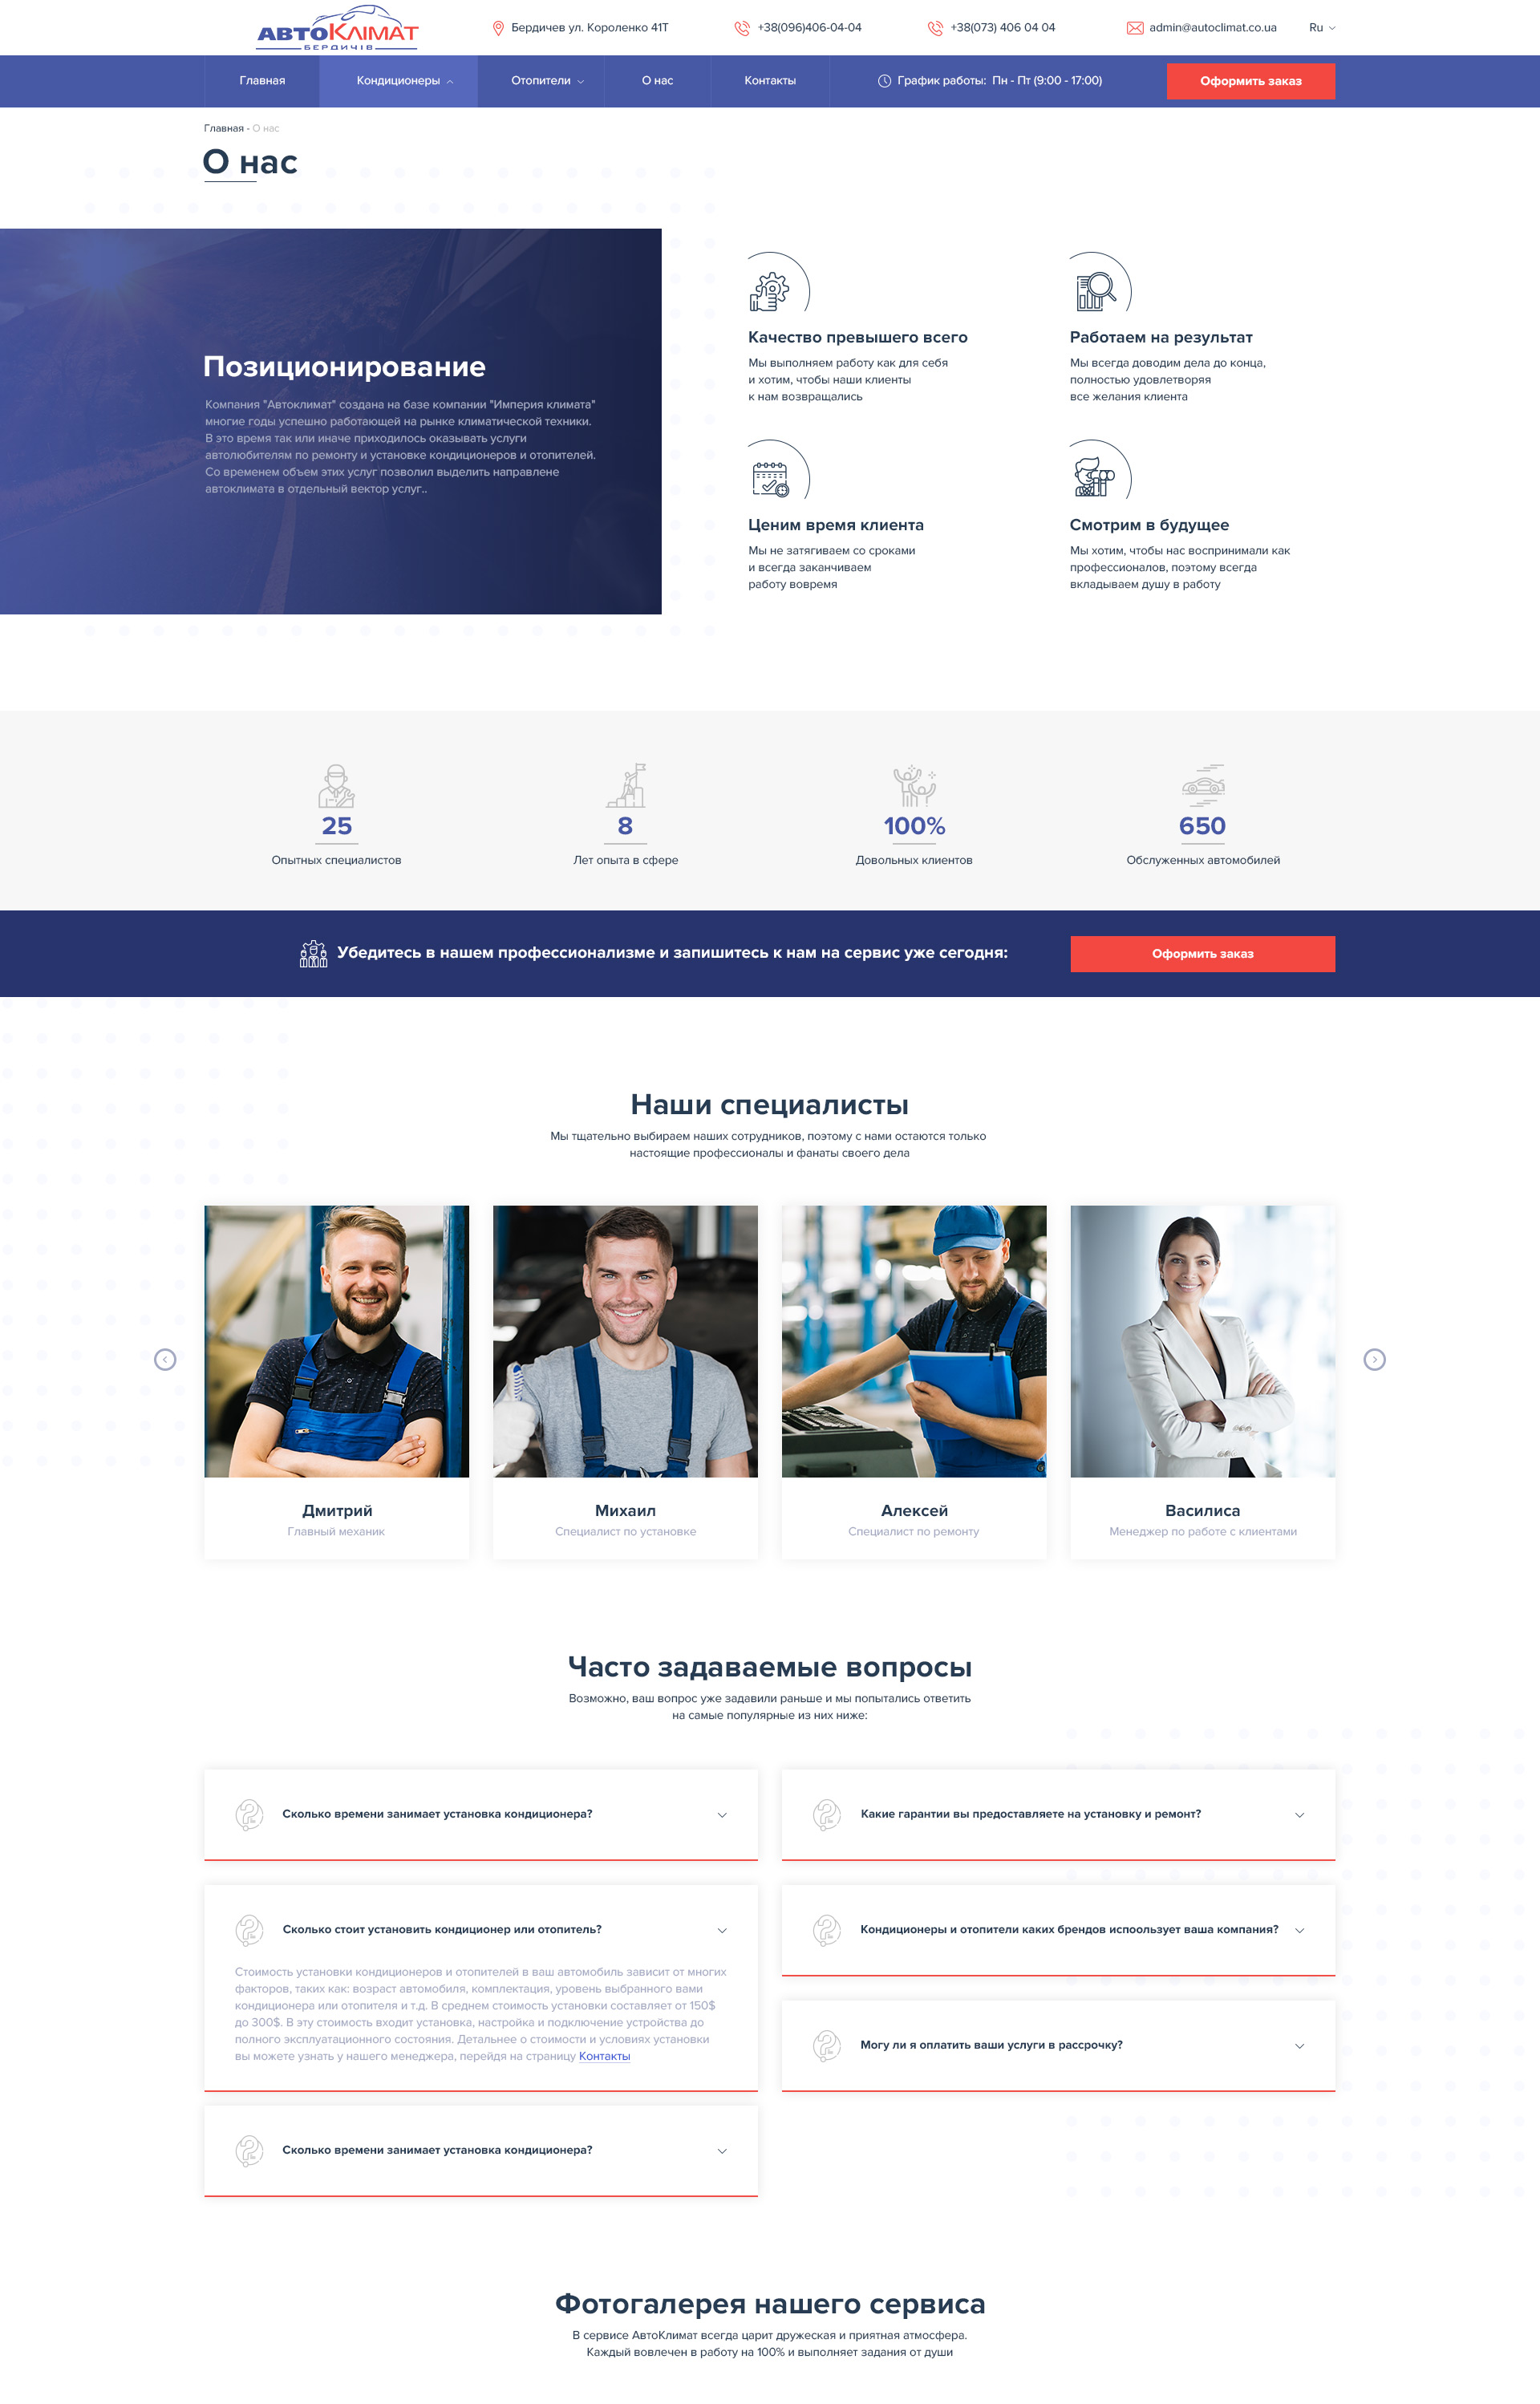 АВТОКЛІМАТ
БЕРДИЧІВ
Бердичев ул. Короленко 41Т
+38(096)406-04-04
+38(073) 406 04 04
admin@autoclimat.co.ua
Ru
Главная
Кондиционеры
Отопители
О нас
Контакты
График работы: Пн - Пт (9:00 - 17:00)
Оформить заказ
Главная - О нас
О нас
Позиционирование
Компания "Автоклимат" создана на базе компании "Империя климата"
многие годы успешно работающей на рынке климатической техники.
В это время так или иначе приходилось оказывать услуги
автолюбителям по ремонту и установке кондиционеров и отопителей.
Со временем объем этих услуг позволил выделить направлене
автоклимата в отдельный вектор услуг..
Качество превышего всего
Мы выполняем работу как для себя
и хотим, чтобы наши клиенты
к нам возвращались
Работаем на результат
Мы всегда доводим дела до конца,
полностью удовлетворяя
все желания клиента
Ценим время клиента
Мы не затягиваем со сроками
и всегда заканчиваем
работу вовремя
Смотрим в будущее
Мы хотим, чтобы нас воспринимали как
профессионалов, поэтому всегда
вкладываем душу в работу
25
Опытных специалистов
8
Лет опыта в сфере
100%
Довольных клиентов
650
Обслуженных автомобилей
Убедитесь в нашем профессионализме и запишитесь к нам на сервис уже сегодня:
Оформить заказ
Наши специалисты
Мы тщательно выбираем наших сотрудников, поэтому с нами остаются только
настоящие профессионалы и фанаты своего дела
Дмитрий
Главный механик
Михаил
Специалист по установке
Алексей
Специалист по ремонту
Василиса
Менеджер по работе с клиентами
Часто задаваемые вопросы
Возможно, ваш вопрос уже задавили раньше и мы попытались ответить
на самые популярные из них ниже:
Сколько времени занимает установка кондиционера?
Какие гарантии вы предоставляете на установку и ремонт?
Сколько стоит установить кондиционер или отопитель?
Стоимость установки кондиционеров и отопителей в ваш автомобиль зависит от многих
факторов, таких как: возраст автомобиля, комплектация, уровень выбранного вами
кондиционера или отопителя и т.д. В среднем стоимость установки составляет от 150$
до 300$. В эту стоимость входит установка, настройка и подключение устройства до
полного эксплуатационного состояния. Детальнее о стоимости и условиях установки
вы можете узнать у нашего менеджера, перейдя на страницу Контакты
Кондиционеры и отопители каких брендов испоользует ваша компания?
Могу ли я оплатить ваши услуги в рассрочку?
Сколько времени занимает установка кондиционера?
Фотогалерея нашего сервиса
В сервисе АвтоКлимат всегда царит дружеская и приятная атмосфера.
Каждый вовлечен в работу на 100% и выполняет задания от души